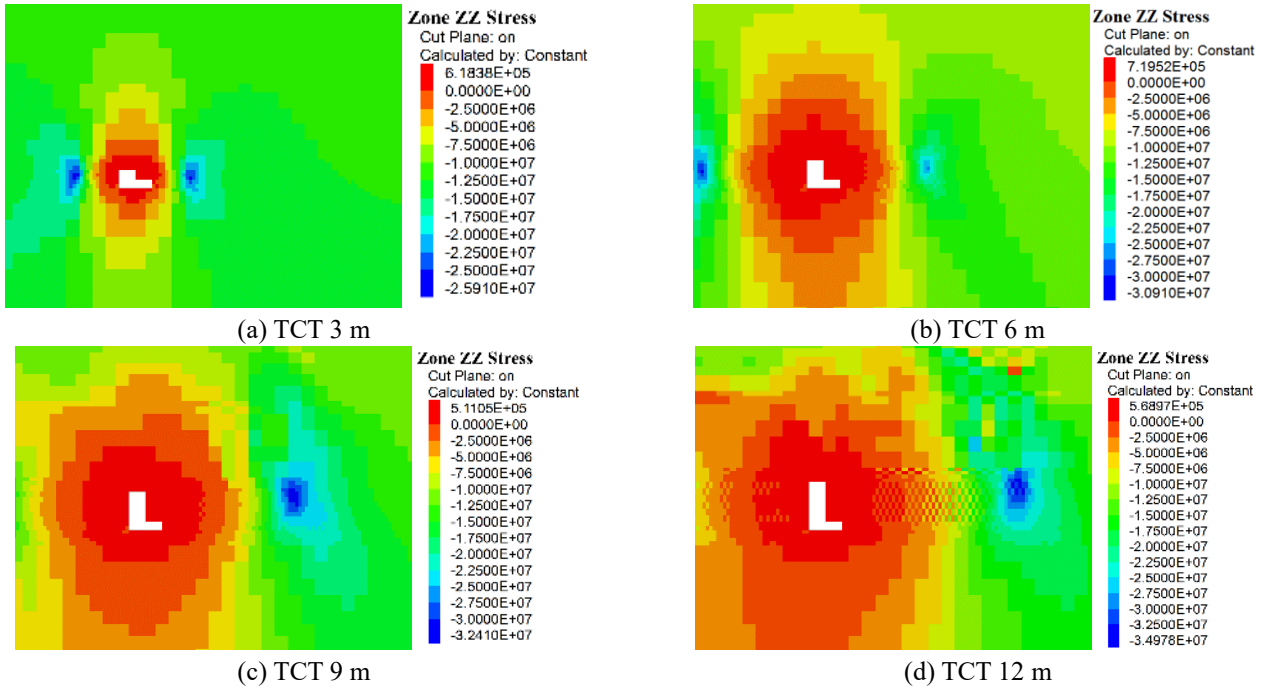 Zone ZZ Stress
Cut Plane: on
Calculated by: Constant
6.1838E+05
0.0000E+00
-2.5000E+06
-5.0000E+06
-7.5000E+06
-1.0000E+07
-1.2500E+07
-1.5000E+07
-1.7500E+07
-2.0000E+07
-2.2500E+07
-2.5000E+07
-2.5910E+07
(a) TCT 3 m
Zone ZZ Stress
Cut Plane: on
Calculated by: Constant
7.1952E+05
0.0000E+00
-2.5000E+06
-5.0000E+06
-7.5000E+06
-1.0000E+07
-1.2500E+07
-1.5000E+07
-1.7500E+07
-2.0000E+07
-2.2500E+07
-2.5000E+07
-2.7500E+07
-3.0000E+07
-3.0910E+07
(b) TCT 6 m
Zone ZZ Stress
Cut Plane: on
Calculated by: Constant
5.1105E+05
0.0000E+00
-2.5000E+06
-5.0000E+06
-7.5000E+06
-1.0000E+07
-1.2500E+07
-1.5000E+07
-1.7500E+07
-2.0000E+07
-2.2500E+07
-2.5000E+07
-2.7500E+07
-3.0000E+07
-3.2410E+07
(c) TCT 9 m
Zone ZZ Stress
Cut Plane: on
Calculated by: Constant
5.6897E+05
0.0000E+00
-2.5000E+06
-5.0000E+06
-7.5000E+06
-1.0000E+07
-1.2500E+07
-1.5000E+07
-1.7500E+07
-2.0000E+07
-2.2500E+07
-2.5000E+07
-2.7500E+07
-3.0000E+07
-3.2500E+07
-3.4978E+07
(d) TCT 12 m